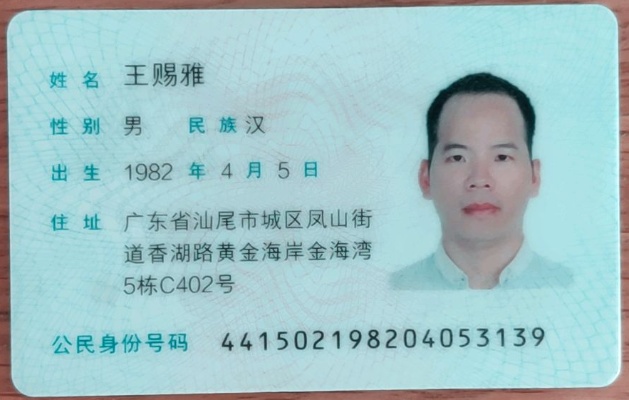 姓名 王赐雅
性别 男 民族 汉
出生 1982 年 4 月 5 日
住址 广东省汕尾市城区凤山街
道香湖路黄金海岸金海湾
5栋C402号
公民身份号码 441502198204053139